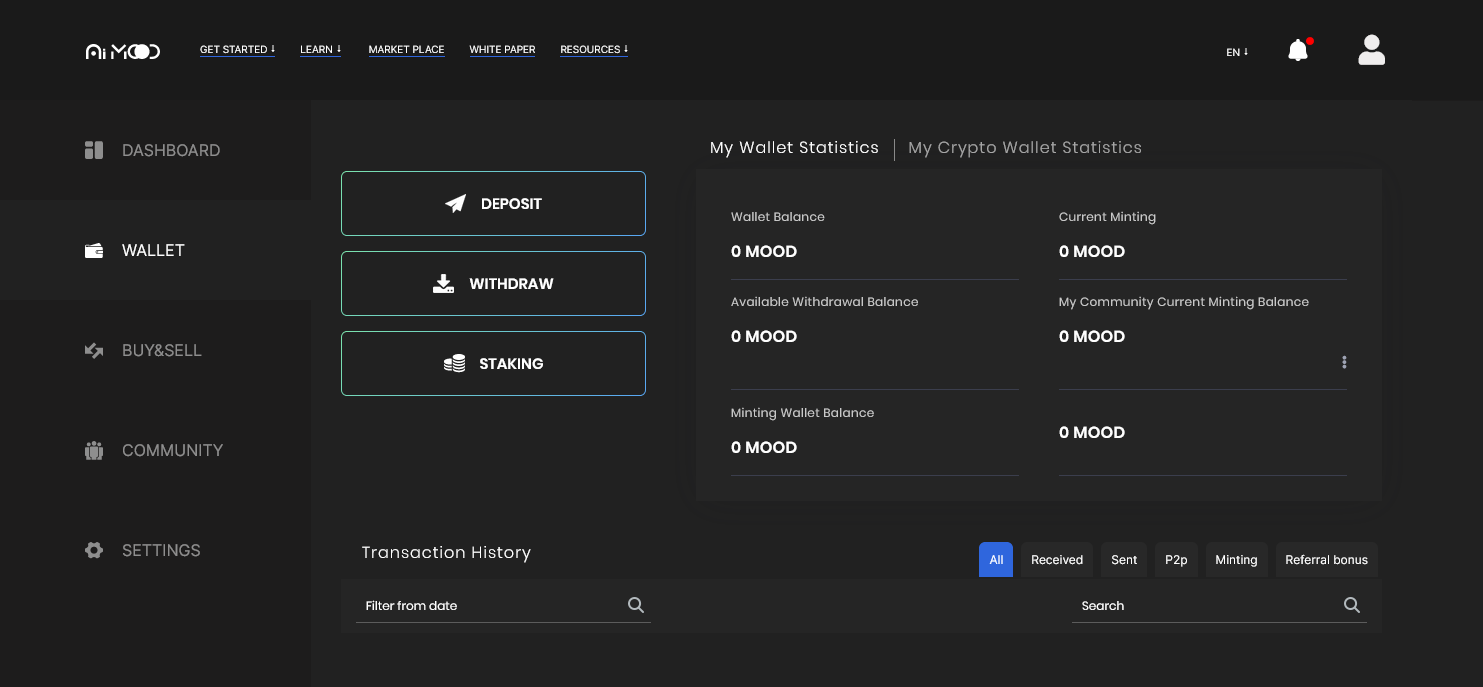 Ai MOOD
GET STARTED ↓ LEARN ↓ MARKET PLACE WHITE PAPER RESOURCES ↓
EN ↓
DASHBOARD
WALLET
BUY&SELL
COMMUNITY
SETTINGS
DEPOSIT
WITHDRAW
STAKING
My Wallet Statistics | My Crypto Wallet Statistics
Wallet Balance
0 MOOD
Current Minting
0 MOOD
Available Withdrawal Balance
0 MOOD
My Community Current Minting Balance
0 MOOD
Minting Wallet Balance
0 MOOD
0 MOOD
Transaction History
All Received Sent P2p Minting Referral bonus
Filter from date
Search